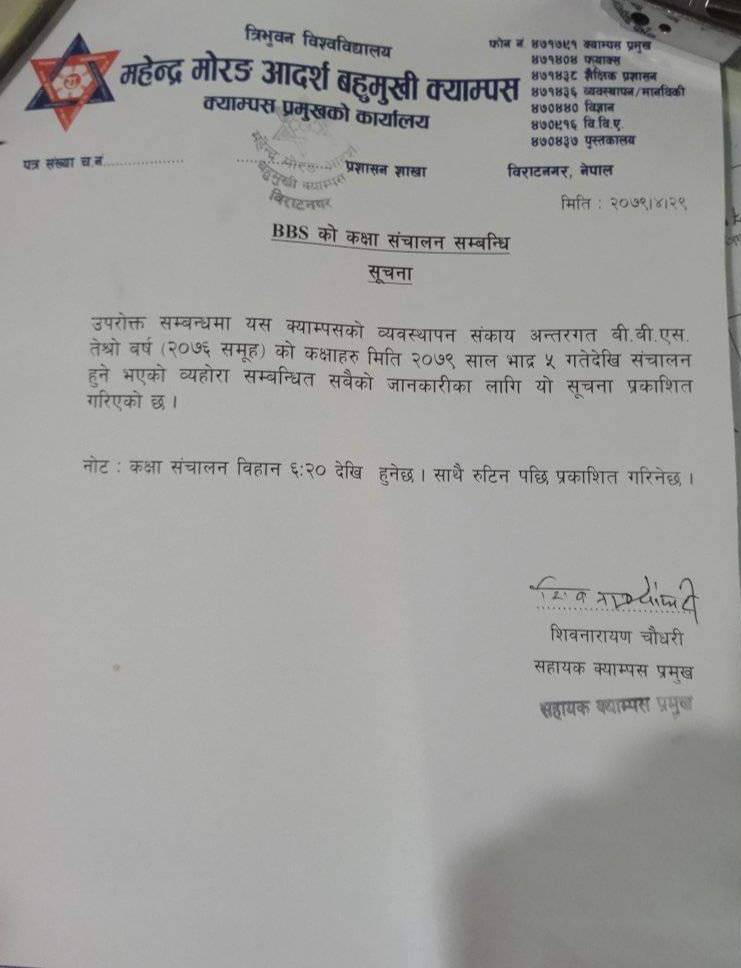 त्रिभुवन विश्वविद्यालय
महेन्द्र मोरङ आदर्श बहुमुखी क्याम्पस
क्याम्पस प्रमुखको कार्यालय
फोन नं. ४७१७९१ क्याम्पस प्रमुख
४७१४०४ फ्याक्स
४७१४३८ शैक्षिक प्रशासन
४७१४३६ व्यवस्थापन/मानविकी
४७०४४० विज्ञान
४७०९१६ वि.वि.ए.
४७०४३७ पुस्तकालय
पत्र संख्या च.नं..................
.................... प्रशासन शाखा
विराटनगर, नेपाल
महेन्द्र मोरङ आदर्श
बहुमुखी क्याम्पस
विराटनगर
मिति : २०७९।४।२९
BBS को कक्षा संचालन सम्बन्धि
सूचना
उपरोक्त सम्बन्धमा यस क्याम्पसको व्यवस्थापन संकाय अन्तरगत बी.बी.एस.
तेश्रो बर्ष (२०७६ समूह) को कक्षाहरु मिति २०७९ साल भाद्र ५ गतेदेखि संचालन
हुने भएको व्यहोरा सम्बन्धित सवैको जानकारीका लागि यो सूचना प्रकाशित
गरिएको छ ।
नोट : कक्षा संचालन विहान ६:२० देखि हुनेछ । साथै रुटिन पछि प्रकाशित गरिनेछ ।
शिवनारायण चौधरी
सहायक क्याम्पस प्रमुख
सहायक क्याम्पस प्रमुख